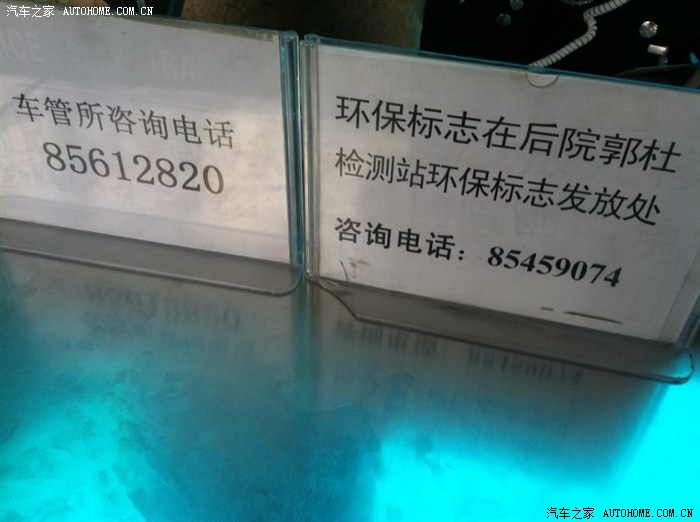 汽车之家 AUTOHOME.COM.CN
车管所咨询电话
85612820
环保标志在后院郭杜
检测站环保标志发放处
咨询电话：85459074
汽车之家 AUTOHOME.COM.CN